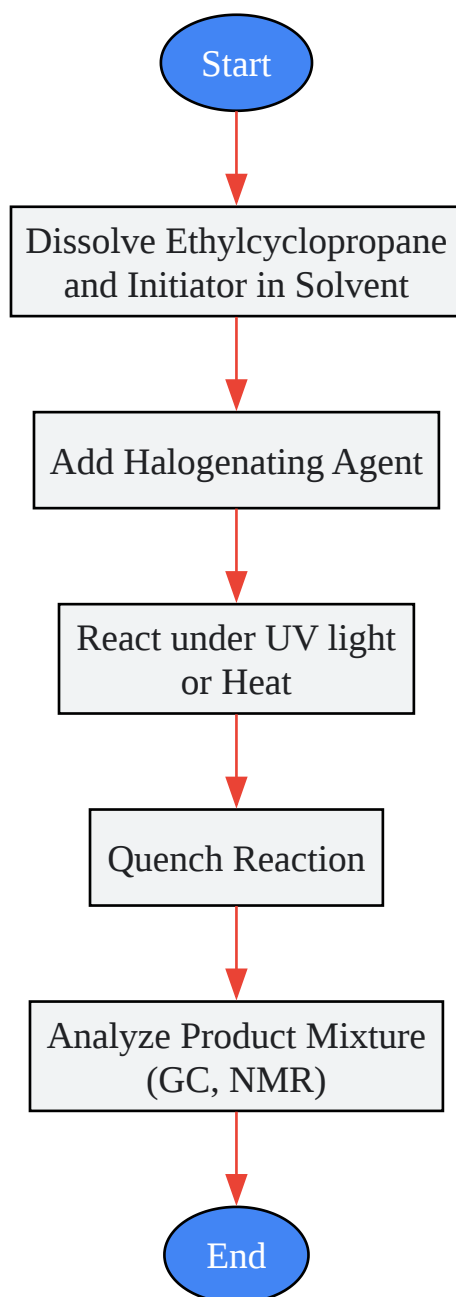 Start
Dissolve Ethylcyclopropane
and Initiator in Solvent
Add Halogenating Agent
React under UV light
or Heat
Quench Reaction
Analyze Product Mixture
(GC, NMR)
End